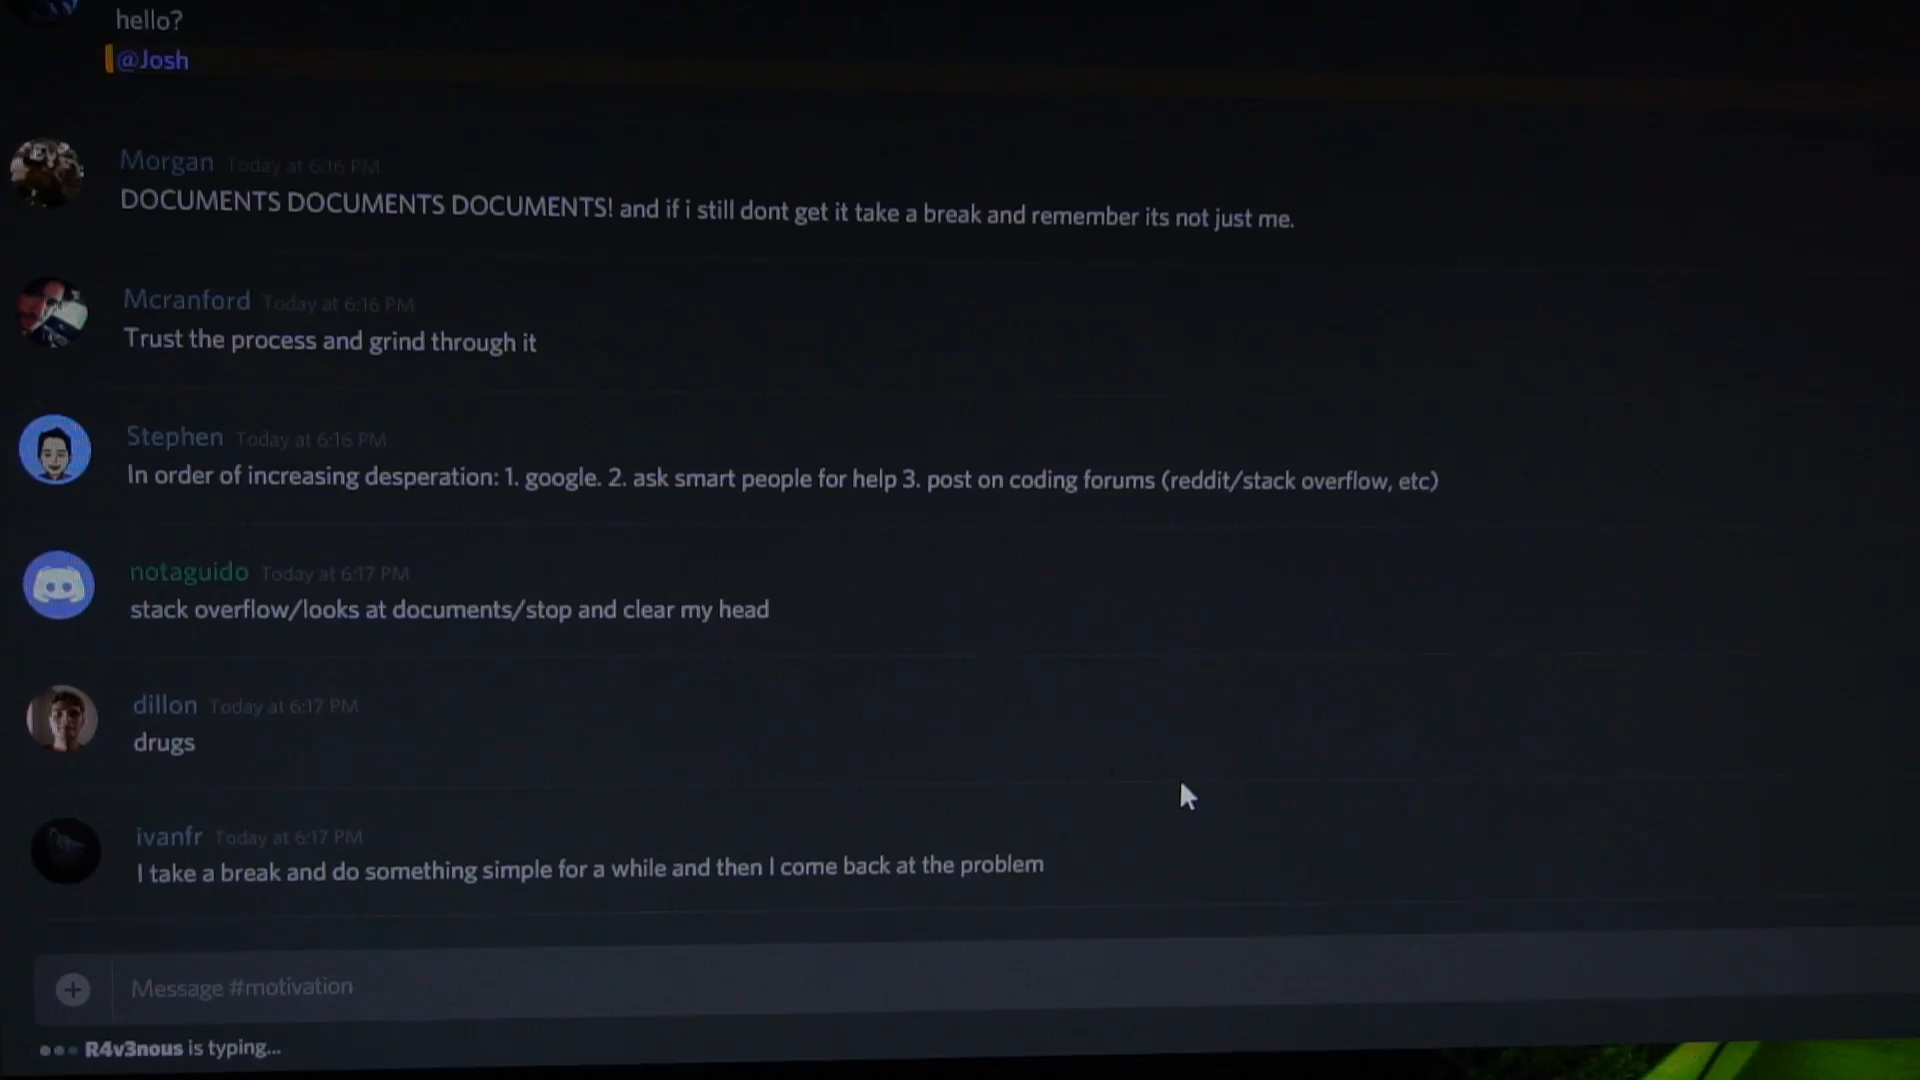 hello?
@Josh
Morgan Today at 6:16 PM
DOCUMENTS DOCUMENTS DOCUMENTS! and if i still dont get it take a break and remember its not just me.
Mcranford Today at 6:16 PM
Trust the process and grind through it
Stephen Today at 6:16 PM
In order of increasing desperation: 1. google. 2. ask smart people for help 3. post on coding forums (reddit/stack overflow, etc)
notaguido Today at 6:17 PM
stack overflow/looks at documents/stop and clear my head
dillon Today at 6:17 PM
drugs
ivanfr Today at 6:17 PM
I take a break and do something simple for a while and then I come back at the problem
Message #motivation
R4v3nous is typing...